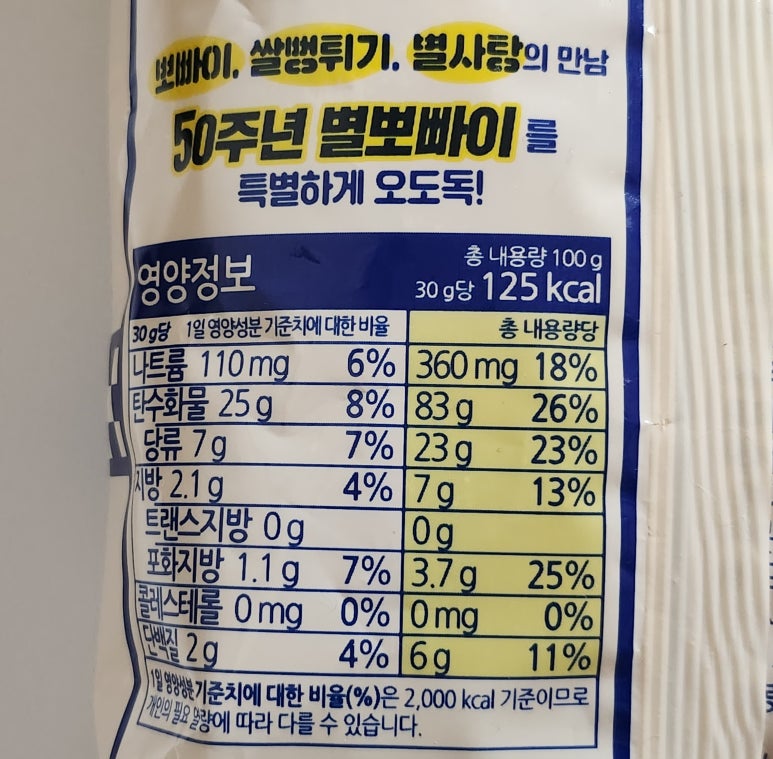 뽀빠이, 쌀뻥튀기, 별사탕의 만남
50주년 별뽀빠이를
특별하게 오도독!
영양정보
총 내용량 100 g
30 g당 125 kcal
30 g당 1일 영양성분 기준치에 대한 비율 총 내용량당
나트륨 110 mg 6% 360 mg 18%
탄수화물 25 g 8% 83 g 26%
당류 7 g 7% 23 g 23%
지방 2.1 g 4% 7 g 13%
트랜스지방 0 g 0 g
포화지방 1.1 g 7% 3.7 g 25%
콜레스테롤 0 mg 0% 0 mg 0%
단백질 2 g 4% 6 g 11%
1일 영양성분 기준치에 대한 비율(%)은 2,000 kcal 기준이므로
개인의 필요 열량에 따라 다를 수 있습니다.